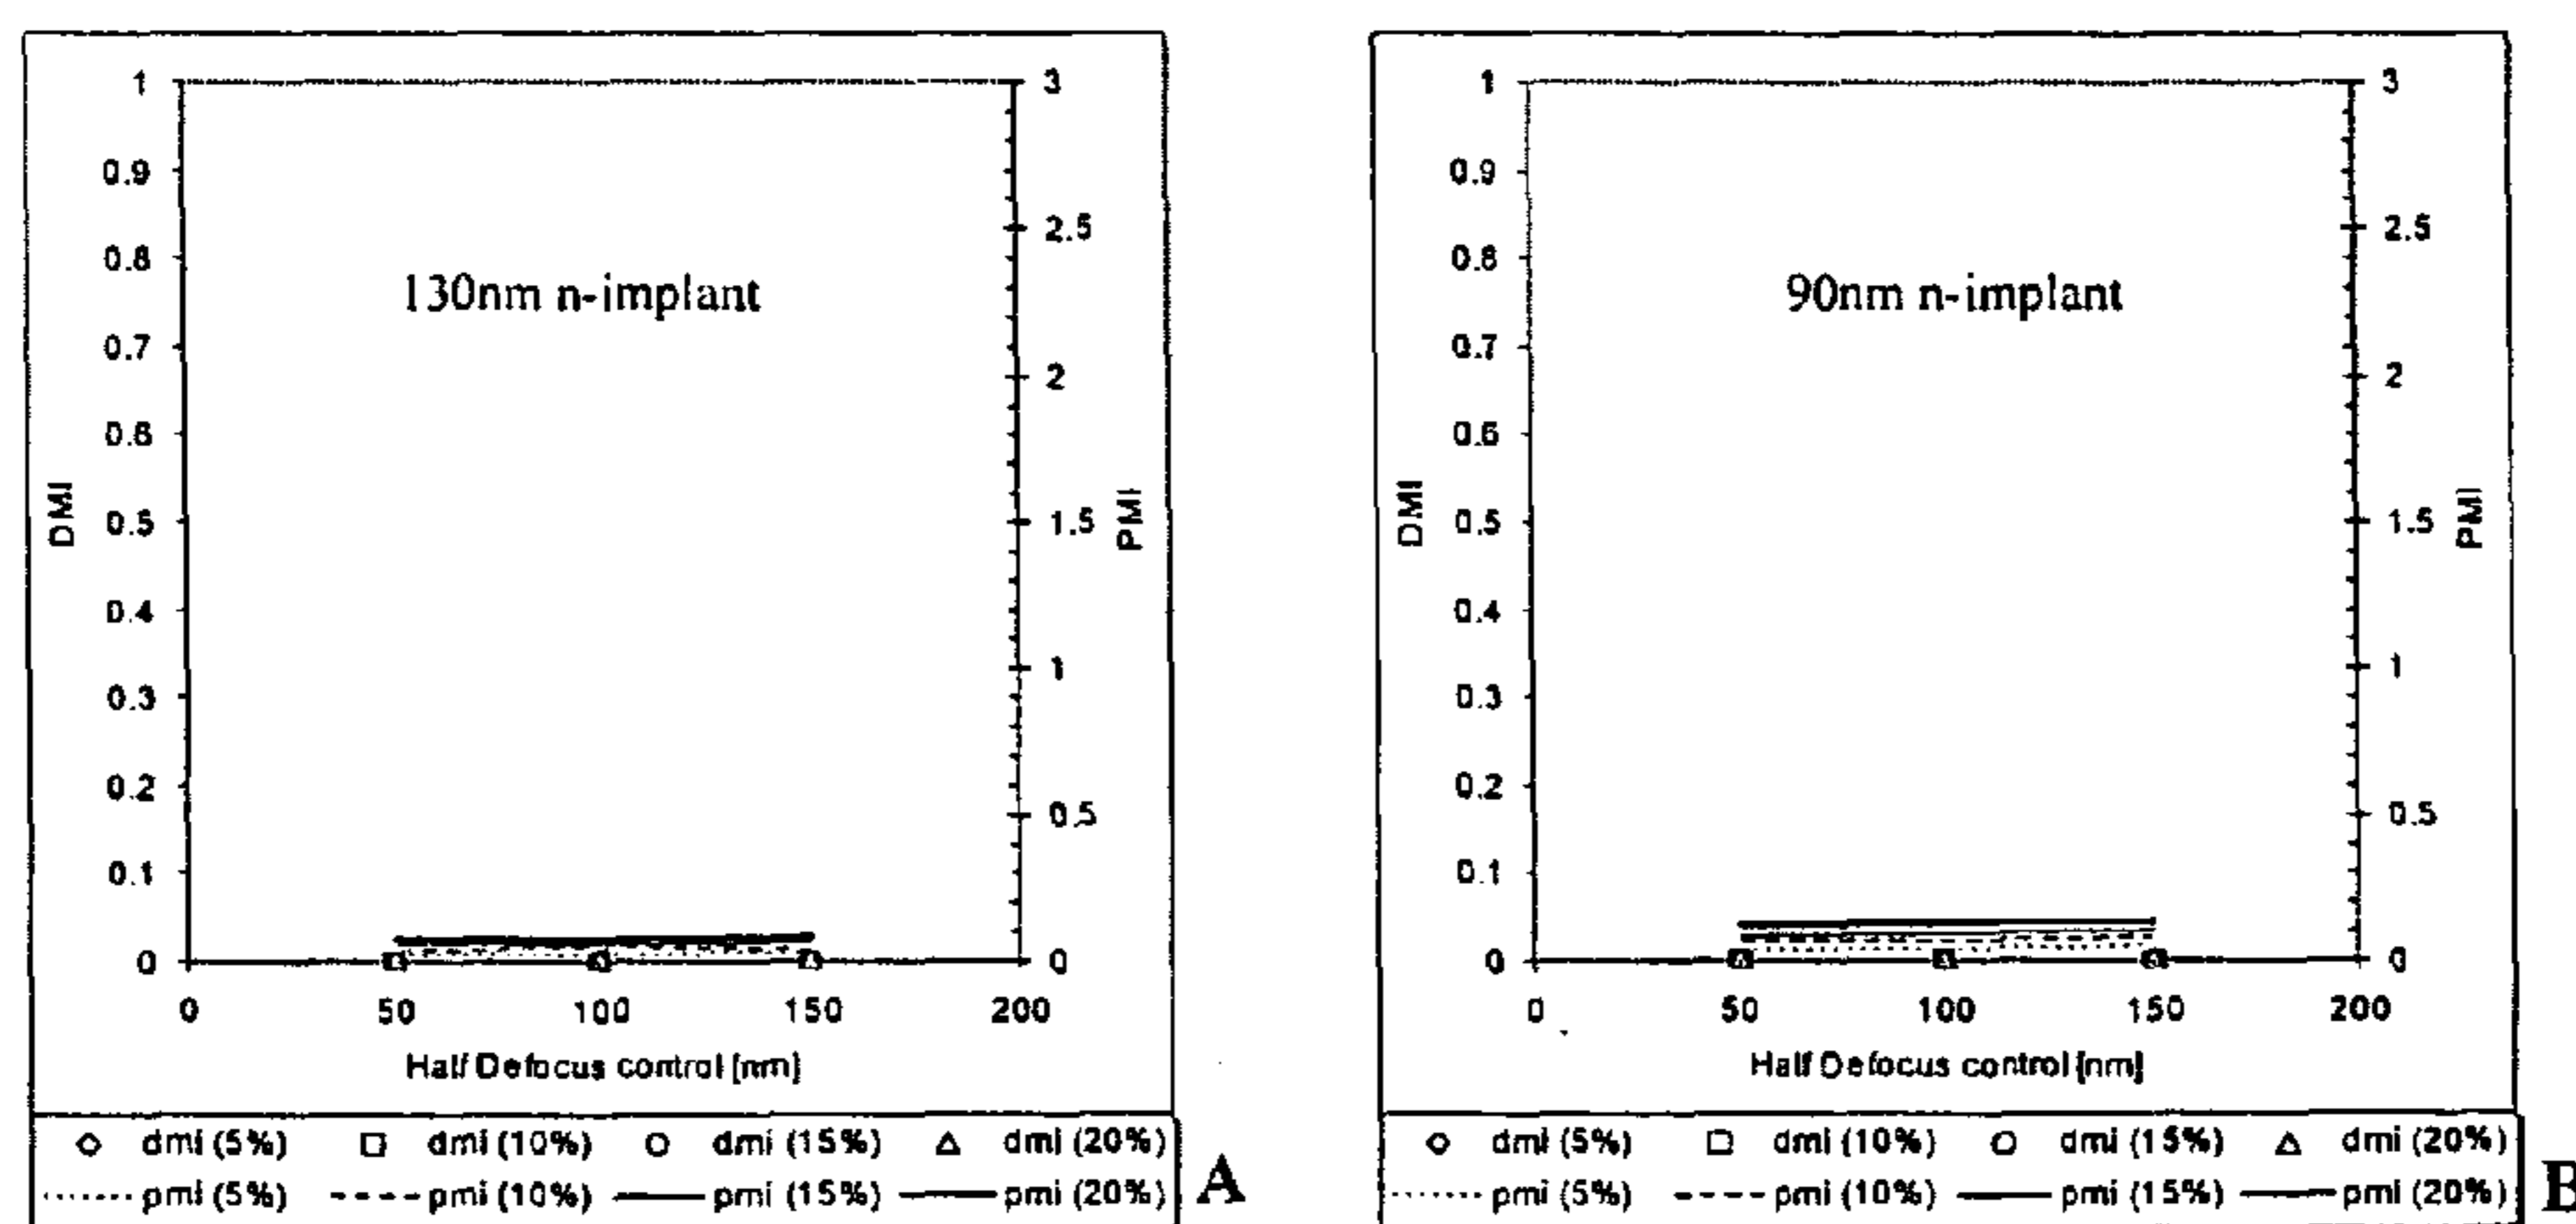 1
0.9
0.8
0.7
0.6
0.5
0.4
0.3
0.2
0.1
0
DMI
130nm n-implant
3
2.5
2
1.5
1
0.5
0
PMI
0 50 100 150 200
Half Defocus control [nm]
dmi (5%) dmi (10%) dmi (15%) dmi (20%)
pmi (5%) pmi (10%) pmi (15%) pmi (20%)
A
1
0.9
0.8
0.7
0.6
0.5
0.4
0.3
0.2
0.1
0
DMI
90nm n-implant
3
2.5
2
1.5
1
0.5
0
PMI
0 50 100 150 200
Half Defocus control [nm]
dmi (5%) dmi (10%) dmi (15%) dmi (20%)
pmi (5%) pmi (10%) pmi (15%) pmi (20%)
B